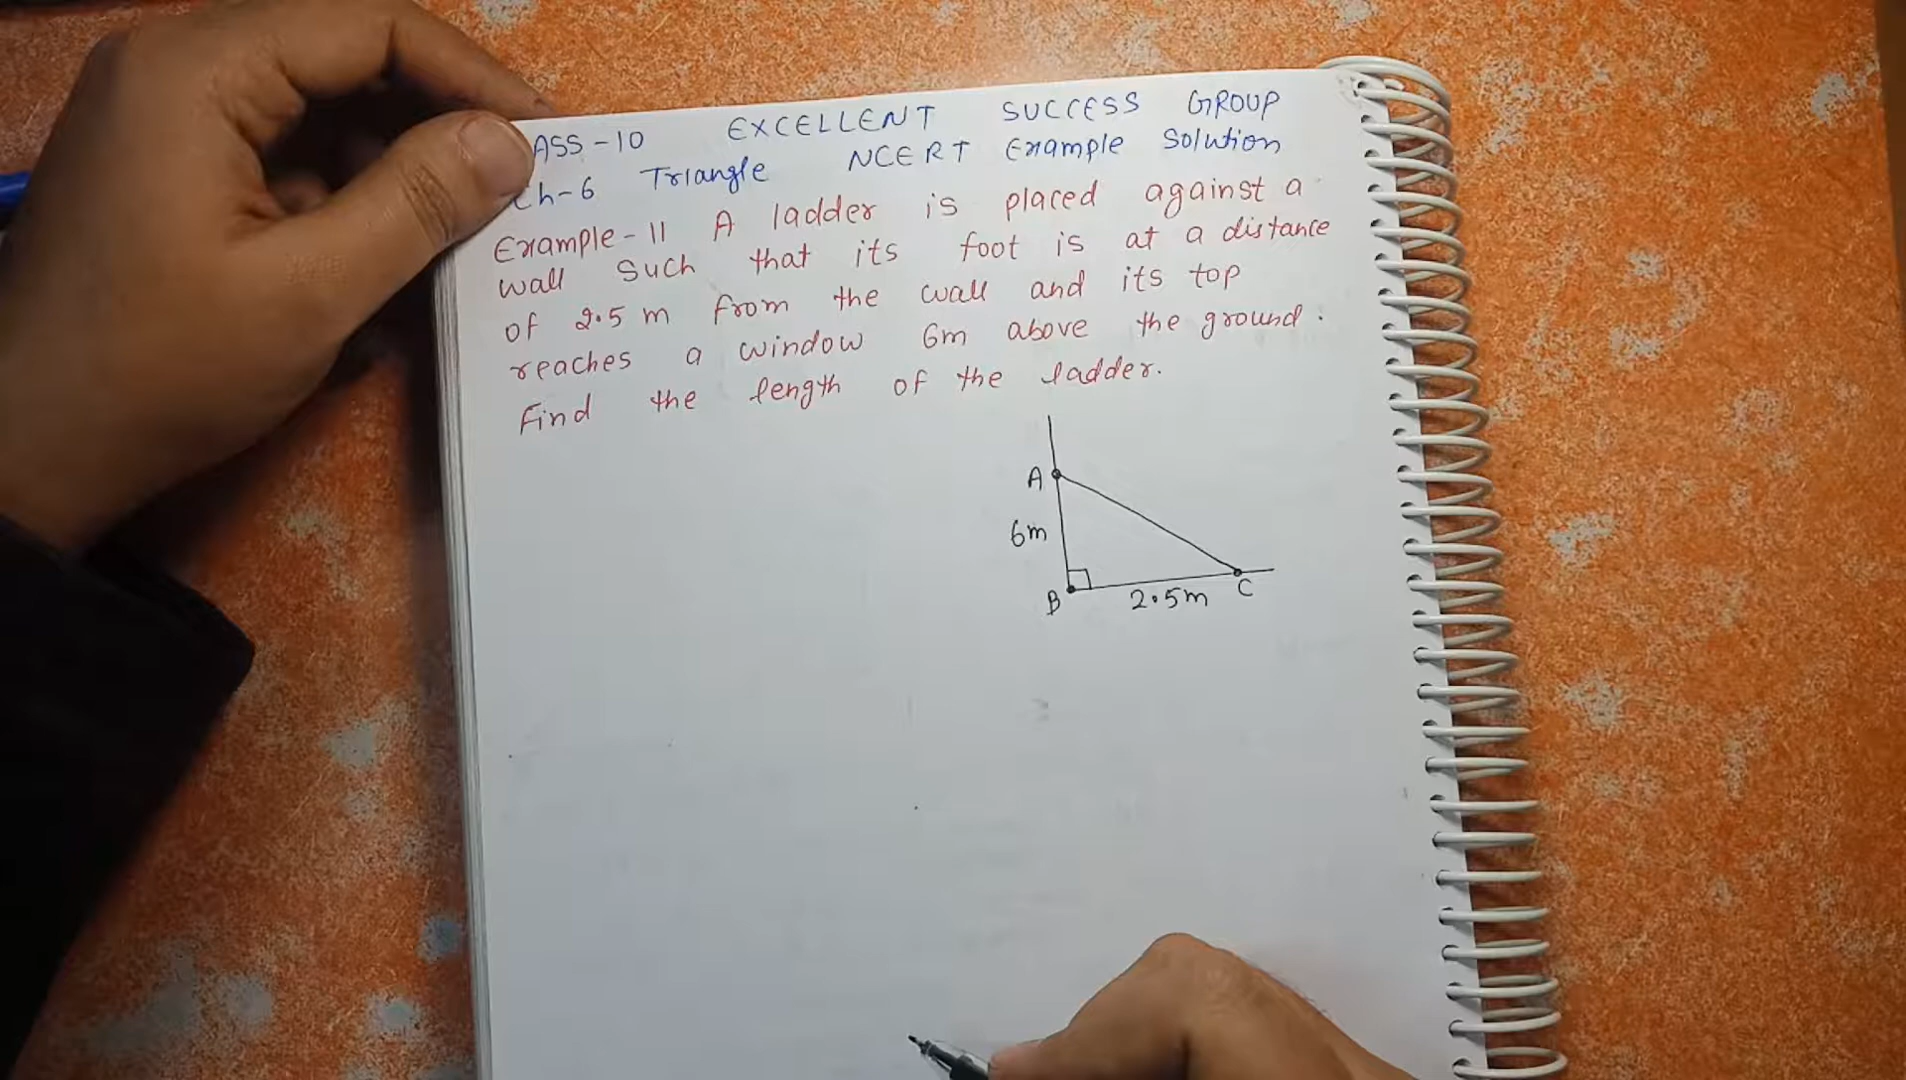 ASS-10 EXCELLENT SUCCESS GROUP
Ch-6 Triangle NCERT Example Solution
Example-11 A ladder is placed against a
wall such that its foot is at a distance
of 2.5 m from the wall and its top
reaches a window 6m above the ground.
Find the length of the ladder.
A
6m
B 2.5m C